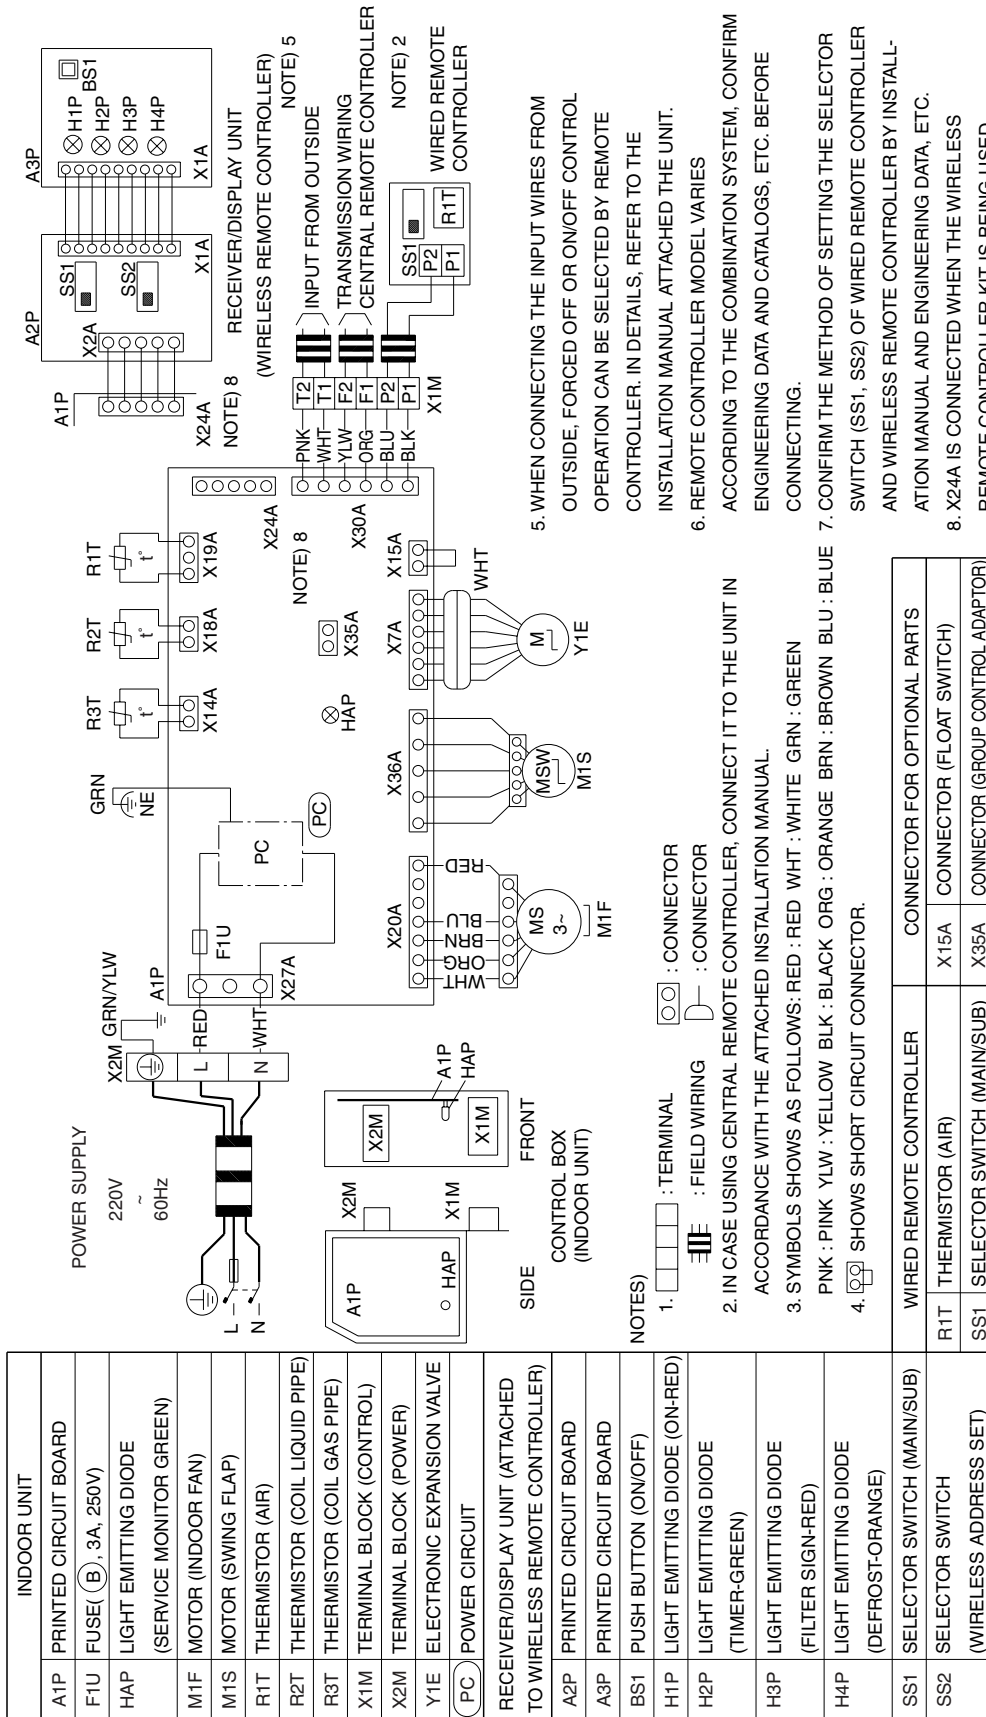 INDOOR UNIT
A1P PRINTED CIRCUIT BOARD
F1U FUSE( B , 3A, 250V)
HAP LIGHT EMITTING DIODE
(SERVICE MONITOR GREEN)
M1F MOTOR (INDOOR FAN)
M1S MOTOR (SWING FLAP)
R1T THERMISTOR (AIR)
R2T THERMISTOR (COIL LIQUID PIPE)
R3T THERMISTOR (COIL GAS PIPE)
X1M TERMINAL BLOCK (CONTROL)
X2M TERMINAL BLOCK (POWER)
Y1E ELECTRONIC EXPANSION VALVE
PC POWER CIRCUIT
RECEIVER/DISPLAY UNIT (ATTACHED
TO WIRELESS REMOTE CONTROLLER)
A2P PRINTED CIRCUIT BOARD
A3P PRINTED CIRCUIT BOARD
BS1 PUSH BUTTON (ON/OFF)
H1P LIGHT EMITTING DIODE (ON-RED)
H2P LIGHT EMITTING DIODE
(TIMER-GREEN)
H3P LIGHT EMITTING DIODE
(FILTER SIGN-RED)
H4P LIGHT EMITTING DIODE
(DEFROST-ORANGE)
SS1 SELECTOR SWITCH (MAIN/SUB)
SS2 SELECTOR SWITCH
(WIRELESS ADDRESS SET)
POWER SUPPLY
220V
~
60Hz
L
N
X2M
GRN/YLW
A1P
L
N
RED
WHT
X27A
F1U
PC
PC
GRN
NE
R3T
t°
X14A
R2T
t°
X18A
R1T
t°
X19A
HAP
X35A
X24A
NOTE) 8
X30A
X15A
X20A
WHT
ORG
BRN
BLU
RED
MS
3~
M1F
X36A
MSW
M1S
X7A
WHT
M
Y1E
A1P
X24A
NOTE) 8
A2P
X2A
SS1
SS2
X1A
A3P
BS1
H1P
H2P
H3P
H4P
X1A
RECEIVER/DISPLAY UNIT
(WIRELESS REMOTE CONTROLLER)
PNK T2
WHT T1
YLW F2
ORG F1
BLU P2
BLK P1
X1M
INPUT FROM OUTSIDE
NOTE) 5
TRANSMISSION WIRING
CENTRAL REMOTE CONTROLLER
NOTE) 2
SS1
P2
P1
R1T
WIRED REMOTE
CONTROLLER
A1P
HAP
X2M
X1M
SIDE
X2M
X1M
A1P
HAP
FRONT
CONTROL BOX
(INDOOR UNIT)
NOTES)
1. : TERMINAL : CONNECTOR
: FIELD WIRING : CONNECTOR
2. IN CASE USING CENTRAL REMOTE CONTROLLER, CONNECT IT TO THE UNIT IN
ACCORDANCE WITH THE ATTACHED INSTALLATION MANUAL.
3. SYMBOLS SHOWS AS FOLLOWS: RED : RED WHT : WHITE GRN : GREEN
PNK : PINK YLW : YELLOW BLK : BLACK ORG : ORANGE BRN : BROWN BLU : BLUE
4. SHOWS SHORT CIRCUIT CONNECTOR.
5. WHEN CONNECTING THE INPUT WIRES FROM
OUTSIDE, FORCED OFF OR ON/OFF CONTROL
OPERATION CAN BE SELECTED BY REMOTE
CONTROLLER. IN DETAILS, REFER TO THE
INSTALLATION MANUAL ATTACHED THE UNIT.
6. REMOTE CONTROLLER MODEL VARIES
ACCORDING TO THE COMBINATION SYSTEM, CONFIRM
ENGINEERING DATA AND CATALOGS, ETC. BEFORE
CONNECTING.
7. CONFIRM THE METHOD OF SETTING THE SELECTOR
SWITCH (SS1, SS2) OF WIRED REMOTE CONTROLLER
AND WIRELESS REMOTE CONTROLLER BY INSTALL-
ATION MANUAL AND ENGINEERING DATA, ETC.
8. X24A IS CONNECTED WHEN THE WIRELESS
REMOTE CONTROLLER KIT IS BEING USED.
WIRED REMOTE CONTROLLER
R1T THERMISTOR (AIR)
SS1 SELECTOR SWITCH (MAIN/SUB)
CONNECTOR FOR OPTIONAL PARTS
X15A CONNECTOR (FLOAT SWITCH)
X35A CONNECTOR (GROUP CONTROL ADAPTOR)